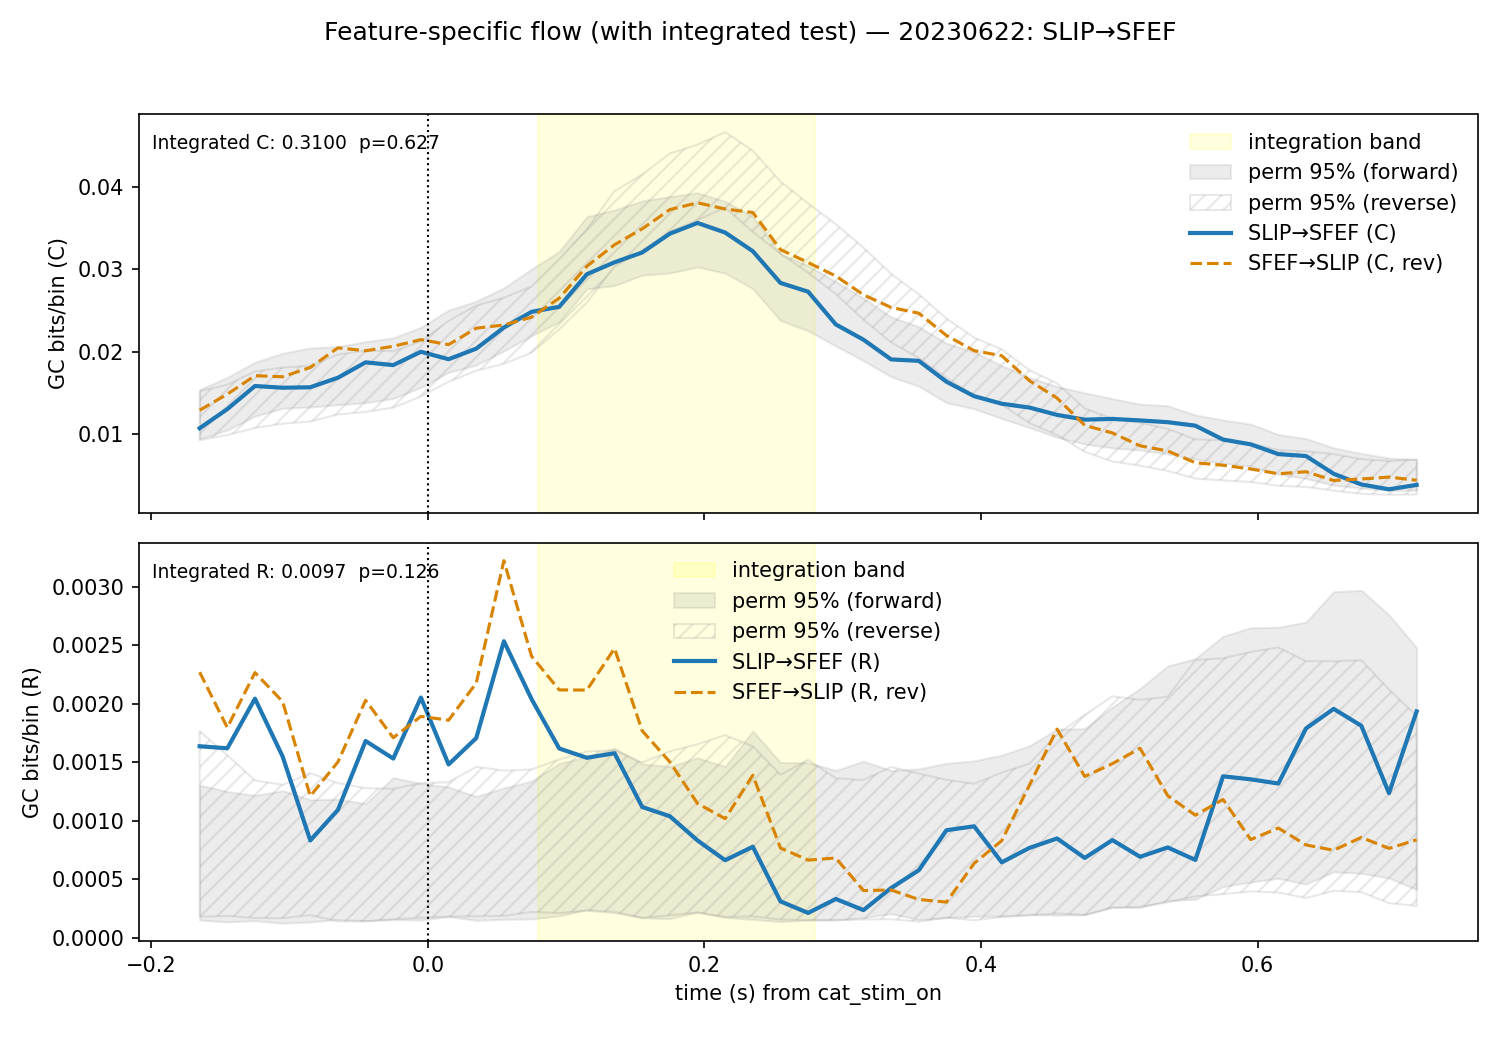 Feature-specific flow (with integrated test) — 20230622: SLIP→SFEF
Integrated C: 0.3100  p=0.627
integration band
perm 95% (forward)
perm 95% (reverse)
SLIP→SFEF (C)
SFEF→SLIP (C, rev)
GC bits/bin (C)
0.04
0.03
0.02
0.01
Integrated R: 0.0097  p=0.126
integration band
perm 95% (forward)
perm 95% (reverse)
SLIP→SFEF (R)
SFEF→SLIP (R, rev)
GC bits/bin (R)
0.0030
0.0025
0.0020
0.0015
0.0010
0.0005
0.0000
−0.2 0.0 0.2 0.4 0.6
time (s) from cat_stim_on